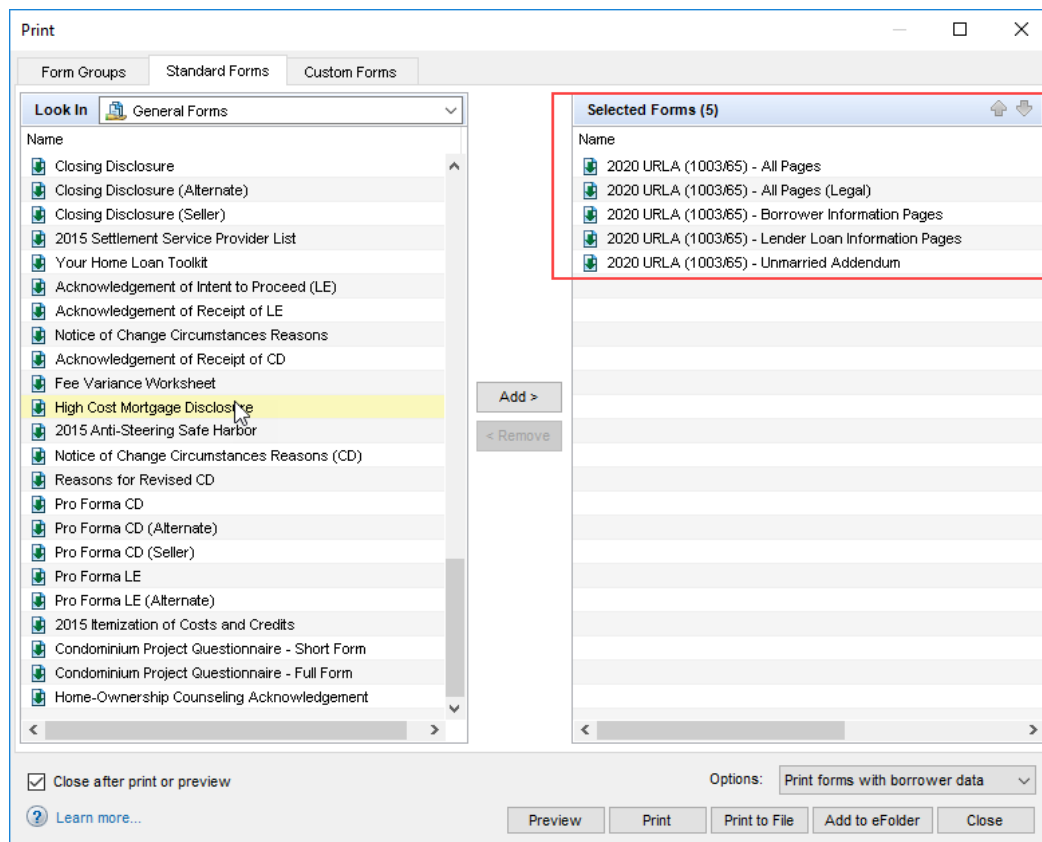 Print
Form Groups
Standard Forms
Custom Forms
Look In
General Forms
Name
Closing Disclosure
Closing Disclosure (Alternate)
Closing Disclosure (Seller)
2015 Settlement Service Provider List
Your Home Loan Toolkit
Acknowledgement of Intent to Proceed (LE)
Acknowledgement of Receipt of LE
Notice of Change Circumstances Reasons
Acknowledgement of Receipt of CD
Fee Variance Worksheet
High Cost Mortgage Disclosure
2015 Anti-Steering Safe Harbor
Notice of Change Circumstances Reasons (CD)
Reasons for Revised CD
Pro Forma CD
Pro Forma CD (Alternate)
Pro Forma CD (Seller)
Pro Forma LE
Pro Forma LE (Alternate)
2015 Itemization of Costs and Credits
Condominium Project Questionnaire - Short Form
Condominium Project Questionnaire - Full Form
Home-Ownership Counseling Acknowledgement
Add >
< Remove
Selected Forms (5)
Name
2020 URLA (1003/65) - All Pages
2020 URLA (1003/65) - All Pages (Legal)
2020 URLA (1003/65) - Borrower Information Pages
2020 URLA (1003/65) - Lender Loan Information Pages
2020 URLA (1003/65) - Unmarried Addendum
Close after print or preview
Options:
Print forms with borrower data
Learn more...
Preview
Print
Print to File
Add to eFolder
Close